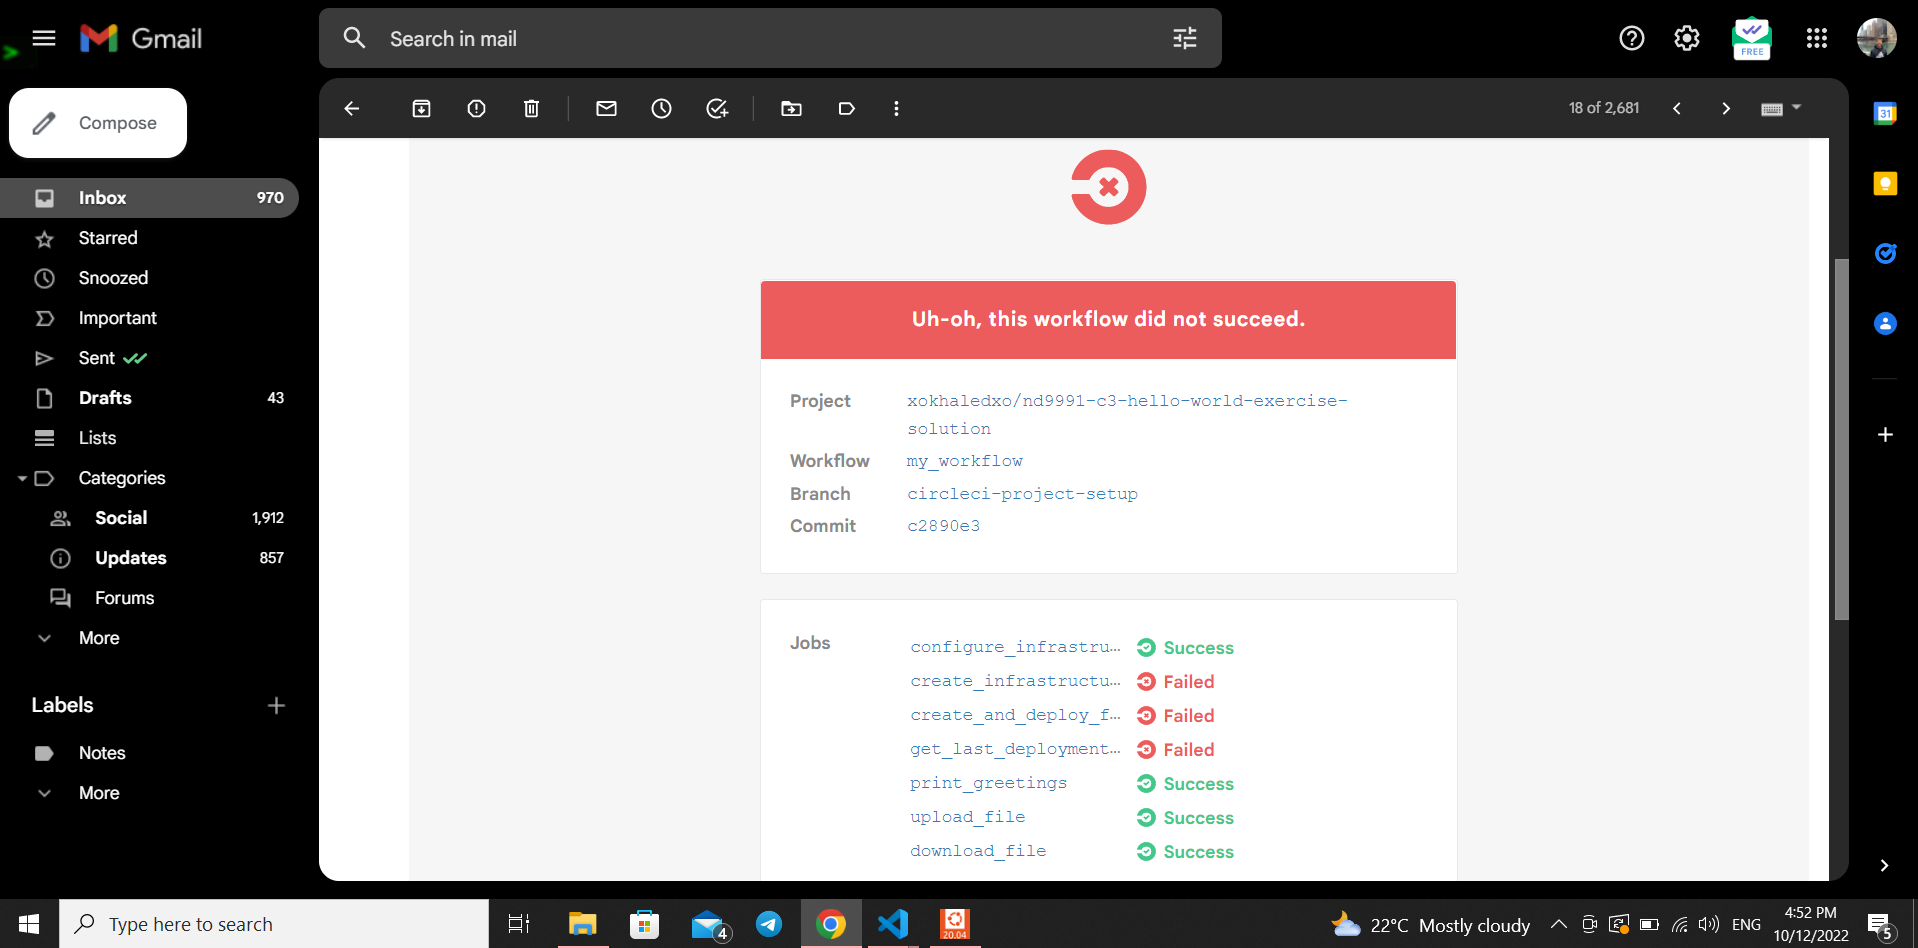 Gmail
Search in mail
FREE
Compose
18 of 2,681
Inbox 970
Starred
Snoozed
Important
Sent
Drafts 43
Lists
Categories
Social 1,912
Updates 857
Forums
More
Labels
Notes
More
31
Uh-oh, this workflow did not succeed.
Project xokhaledxo/nd9991-c3-hello-world-exercise-
solution
Workflow my_workflow
Branch circleci-project-setup
Commit c2890e3
Jobs configure_infrastru… Success
create_infrastructu… Failed
create_and_deploy_f… Failed
get_last_deployment… Failed
print_greetings Success
upload_file Success
download_file Success
Type here to search
4
20.04
22°C Mostly cloudy
ENG
4:52 PM
10/12/2022
5